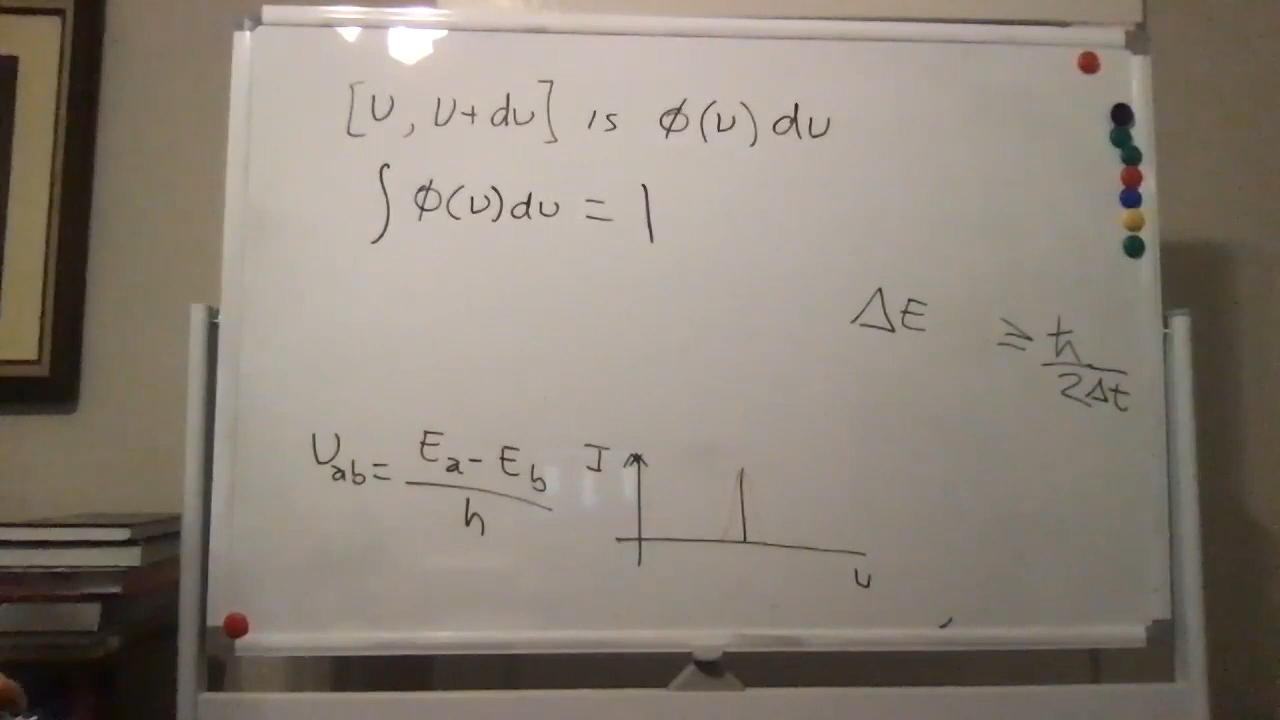 [ν, ν+dν] is ϕ(ν)dν
∫ϕ(ν)dν = 1
ΔE ≥ ħ/2Δt
ν_ab = (E_a - E_b)/h
I
ν